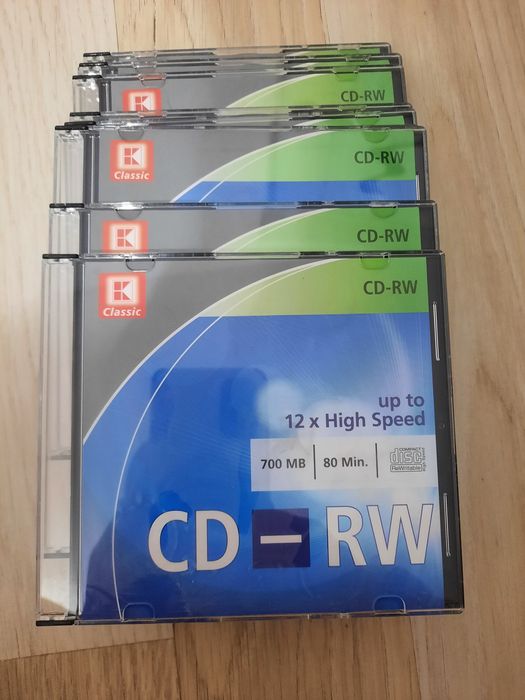 K
CD-RW
K
Classic
CD-RW
K
CD-RW
K
Classic
CD-RW
up to
12 x High Speed
700 MB
80 Min.
COMPACT
disc
ReWritable
CD - RW